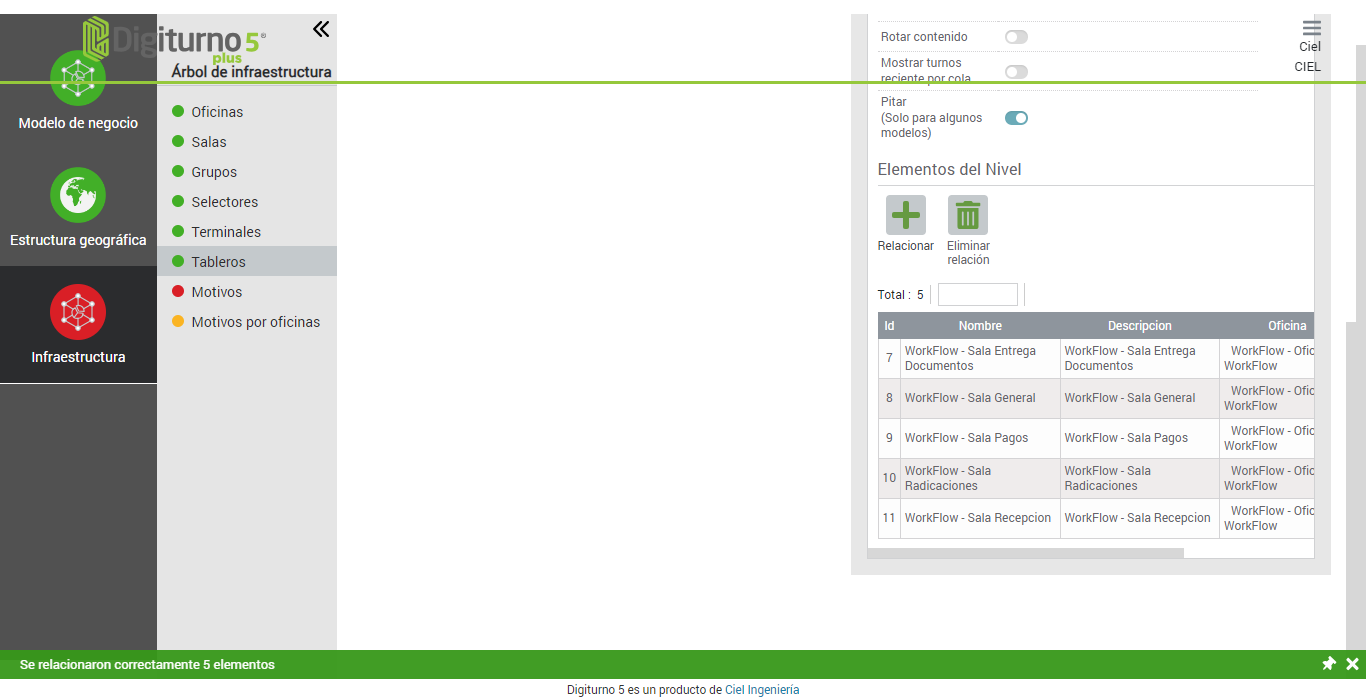 Digiturno 5®
plus
Árbol de infraestructura
Modelo de negocio
Estructura geográfica
Infraestructura
Oficinas
Salas
Grupos
Selectores
Terminales
Tableros
Motivos
Motivos por oficinas
Ciel
CIEL
Rotar contenido
Mostrar turnos
reciente por cola
Pitar
(Solo para algunos
modelos)
Elementos del Nivel
Relacionar
Eliminar
relación
Total : 5
Id Nombre Descripcion Oficina
7 WorkFlow - Sala Entrega Documentos WorkFlow - Sala Entrega Documentos WorkFlow - Ofic WorkFlow
8 WorkFlow - Sala General WorkFlow - Sala General WorkFlow - Ofic WorkFlow
9 WorkFlow - Sala Pagos WorkFlow - Sala Pagos WorkFlow - Ofic WorkFlow
10 WorkFlow - Sala Radicaciones WorkFlow - Sala Radicaciones WorkFlow - Ofic WorkFlow
11 WorkFlow - Sala Recepcion WorkFlow - Sala Recepcion WorkFlow - Ofic WorkFlow
Se relacionaron correctamente 5 elementos
Digiturno 5 es un producto de Ciel Ingeniería